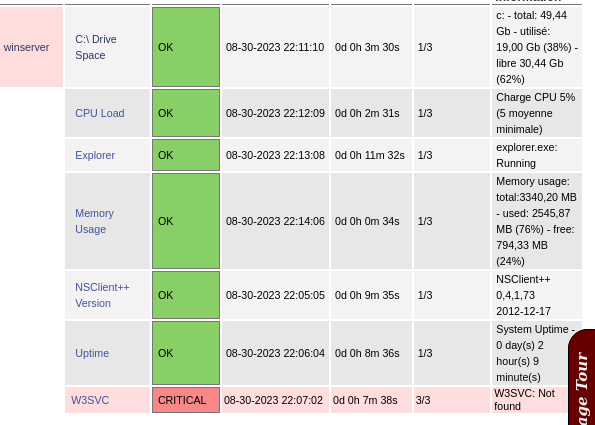 winserver
C:\ Drive
Space
OK
08-30-2023 22:11:10
0d 0h 3m 30s
1/3
c: - total: 49,44
Gb - utilisé:
19,00 Gb (38%) -
libre 30,44 Gb
(62%)
CPU Load
OK
08-30-2023 22:12:09
0d 0h 2m 31s
1/3
Charge CPU 5%
(5 moyenne
minimale)
Explorer
OK
08-30-2023 22:13:08
0d 0h 11m 32s
1/3
explorer.exe:
Running
Memory
Usage
OK
08-30-2023 22:14:06
0d 0h 0m 34s
1/3
Memory usage:
total:3340,20 MB
- used: 2545,87
MB (76%) - free:
794,33 MB
(24%)
NSClient++
Version
OK
08-30-2023 22:05:05
0d 0h 9m 35s
1/3
NSClient++
0,4,1,73
2012-12-17
Uptime
OK
08-30-2023 22:06:04
0d 0h 8m 36s
1/3
System Uptime -
0 day(s) 2
hour(s) 9
minute(s)
W3SVC
CRITICAL
08-30-2023 22:07:02
0d 0h 7m 38s
3/3
W3SVC: Not
found
age Tour